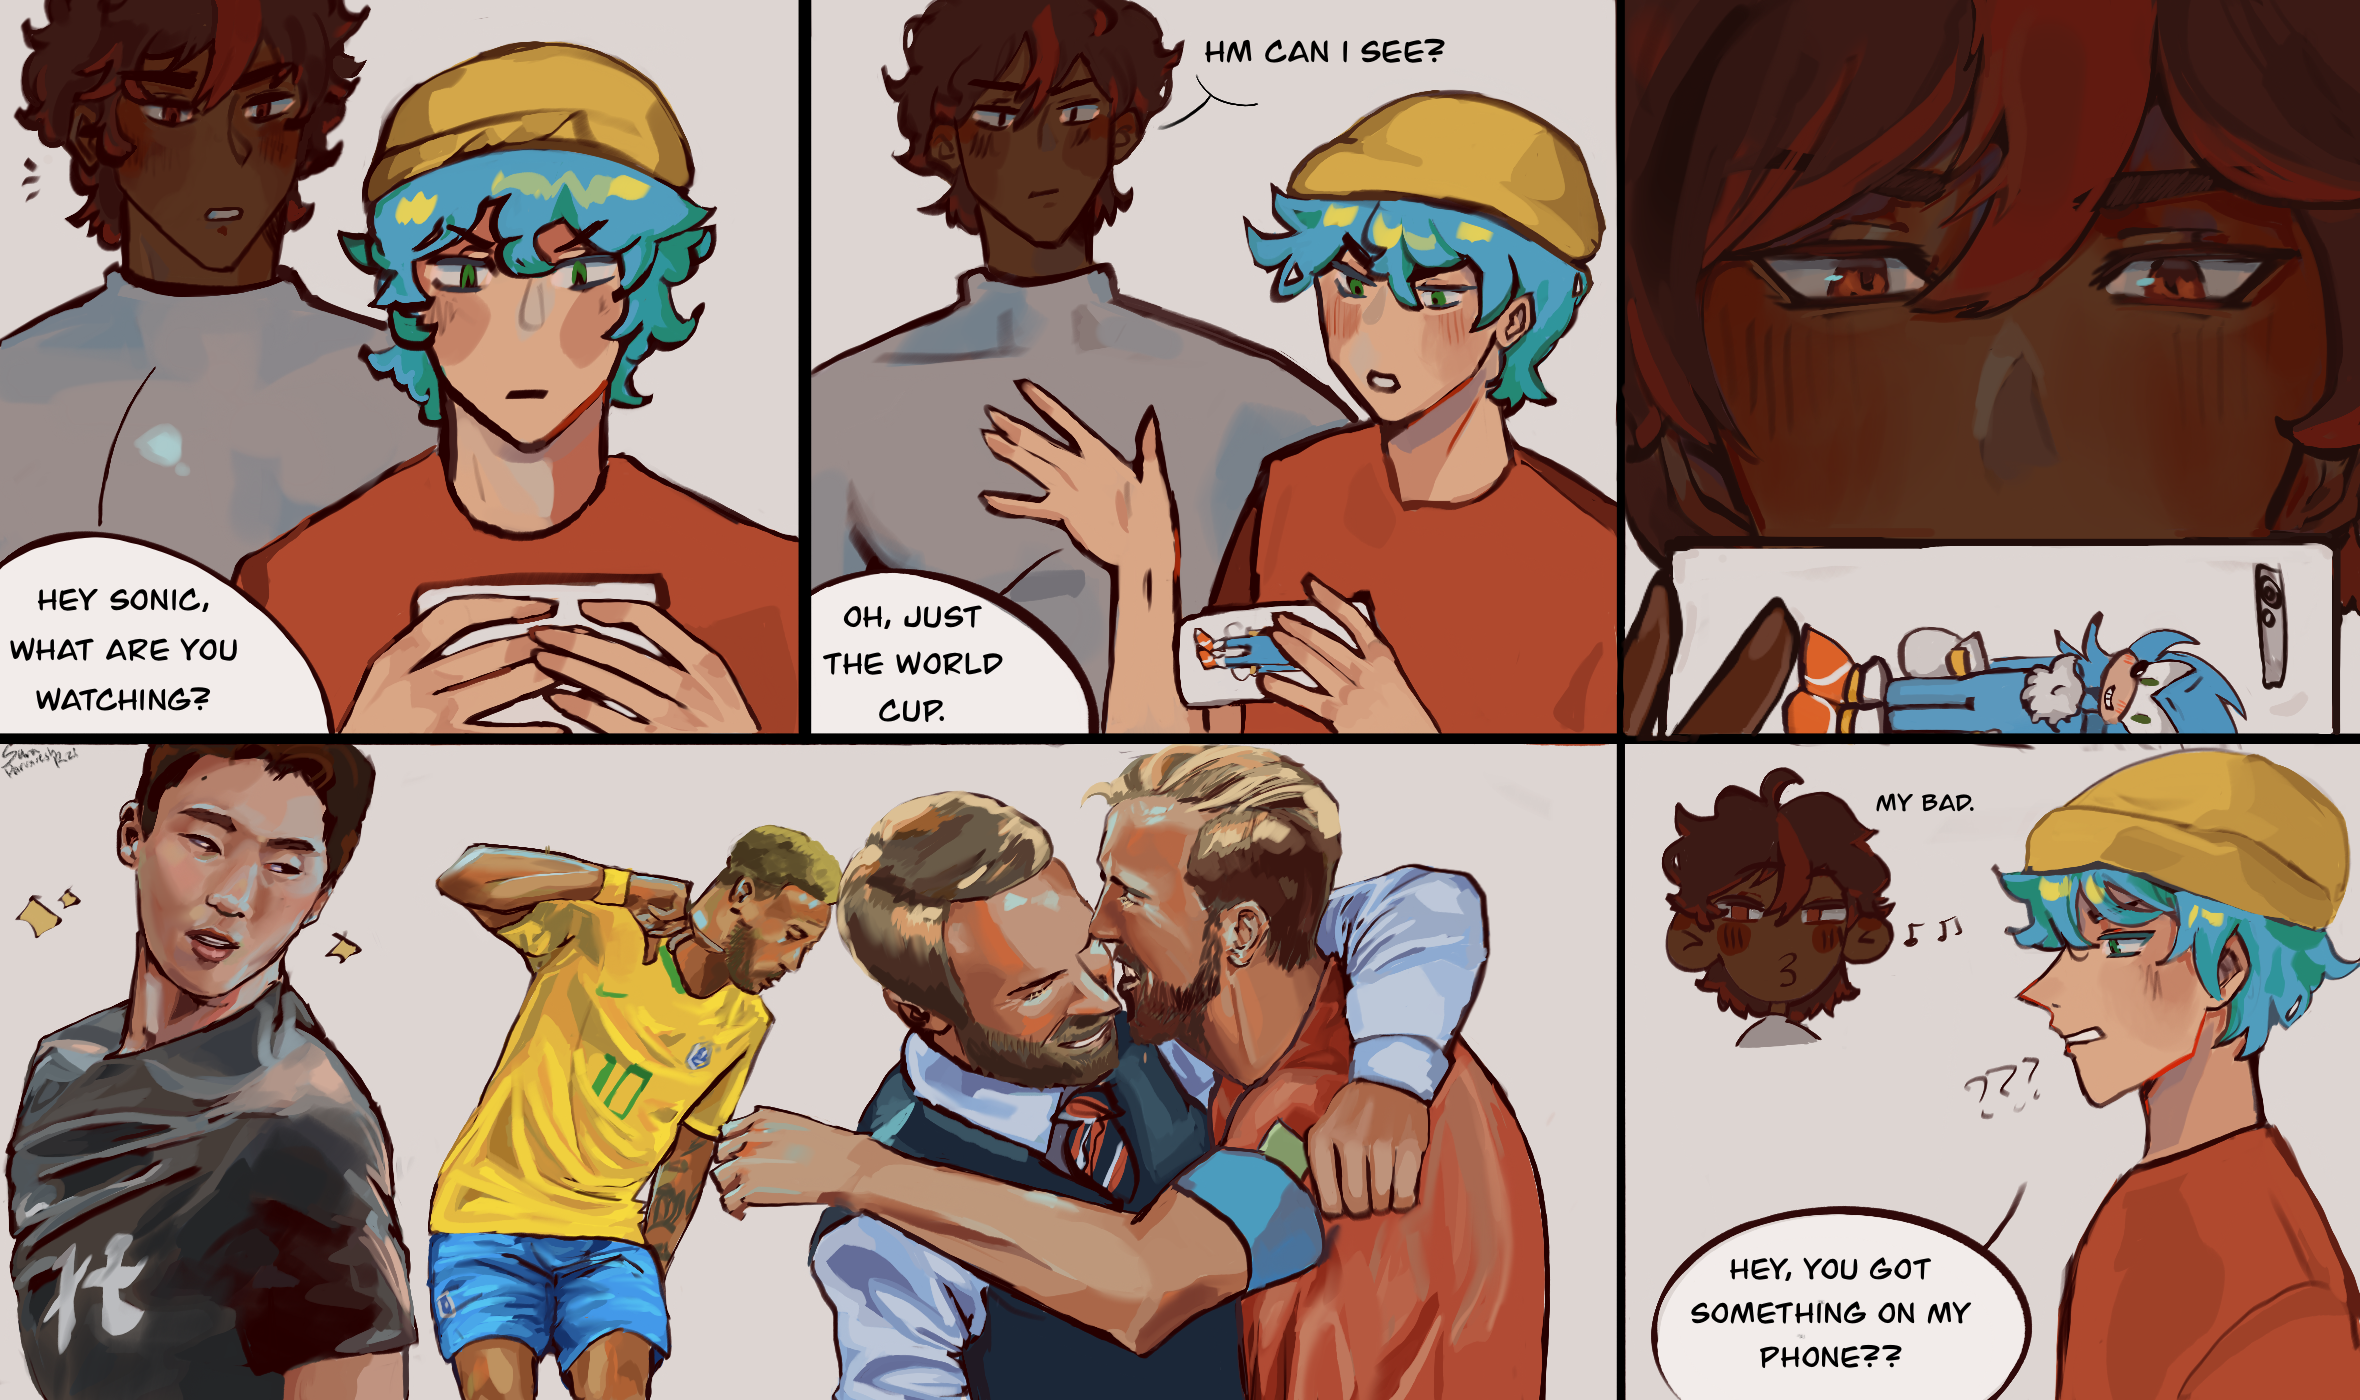 HEY SONIC,
WHAT ARE YOU
WATCHING?
HM CAN I SEE?
OH, JUST
THE WORLD
CUP.
10
MY BAD.
???
HEY, YOU GOT
SOMETHING ON MY
PHONE??